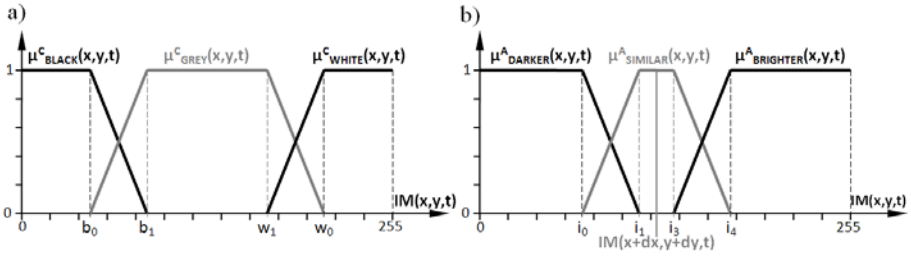 a)
μᶜBLACK(x,y,t) μᶜGREY(x,y,t) μᶜWHITE(x,y,t)
1
IM(x,y,t)
0
0 b₀ b₁ w₁ w₀ 255
b)
μᴬDARKER(x,y,t) μᴬSIMILAR(x,y,t) μᴬBRIGHTER(x,y,t)
1
IM(x,y,t)
0
0 i₀ i₁ i₃ i₄ 255
IM(x+dx,y+dy,t)